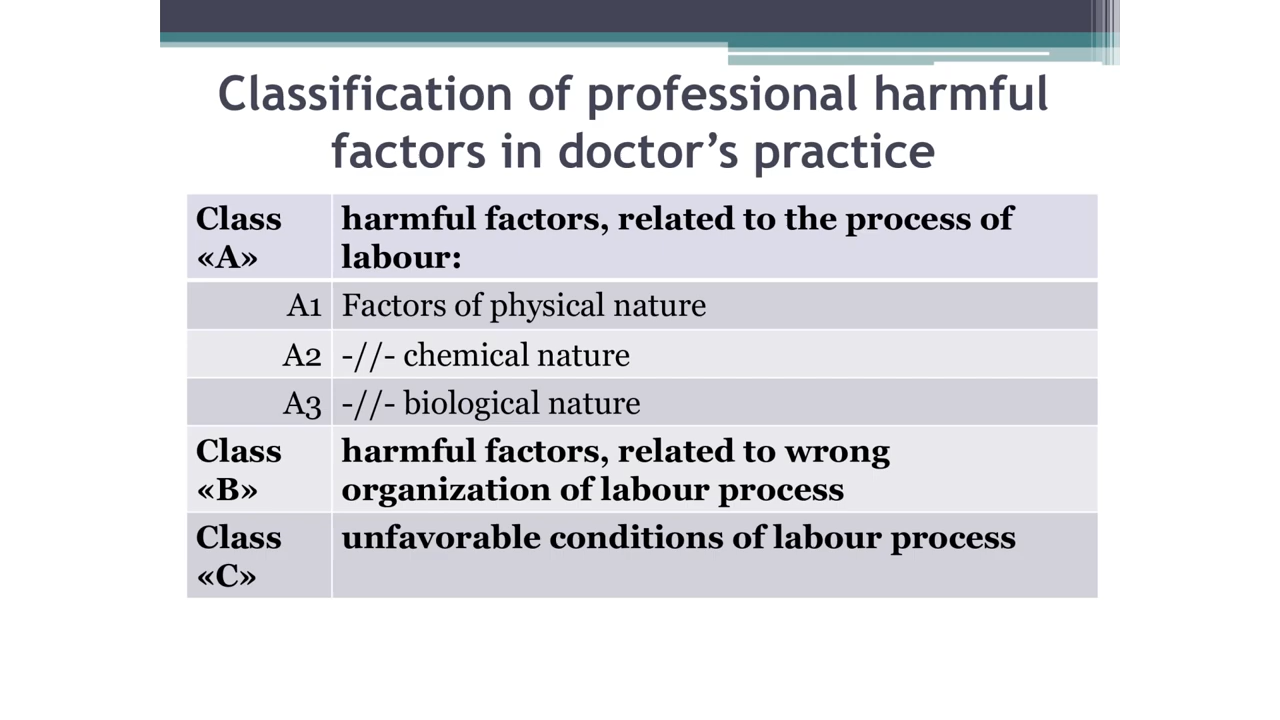 Classification of professional harmful
factors in doctor's practice
Class
«A»
harmful factors, related to the process of
labour:
A1
Factors of physical nature
A2
-//- chemical nature
A3
-//- biological nature
Class
«B»
harmful factors, related to wrong
organization of labour process
Class
«C»
unfavorable conditions of labour process